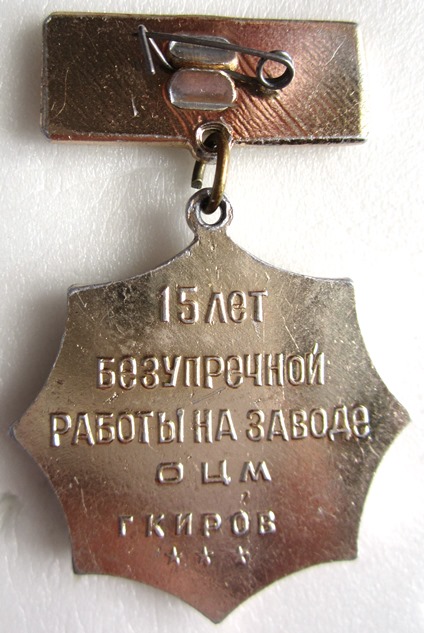 15 лет
БЕЗУПРЕЧНОЙ
РАБОТЫ НА ЗАВОДЕ
ОЦМ
Г КИРОВ